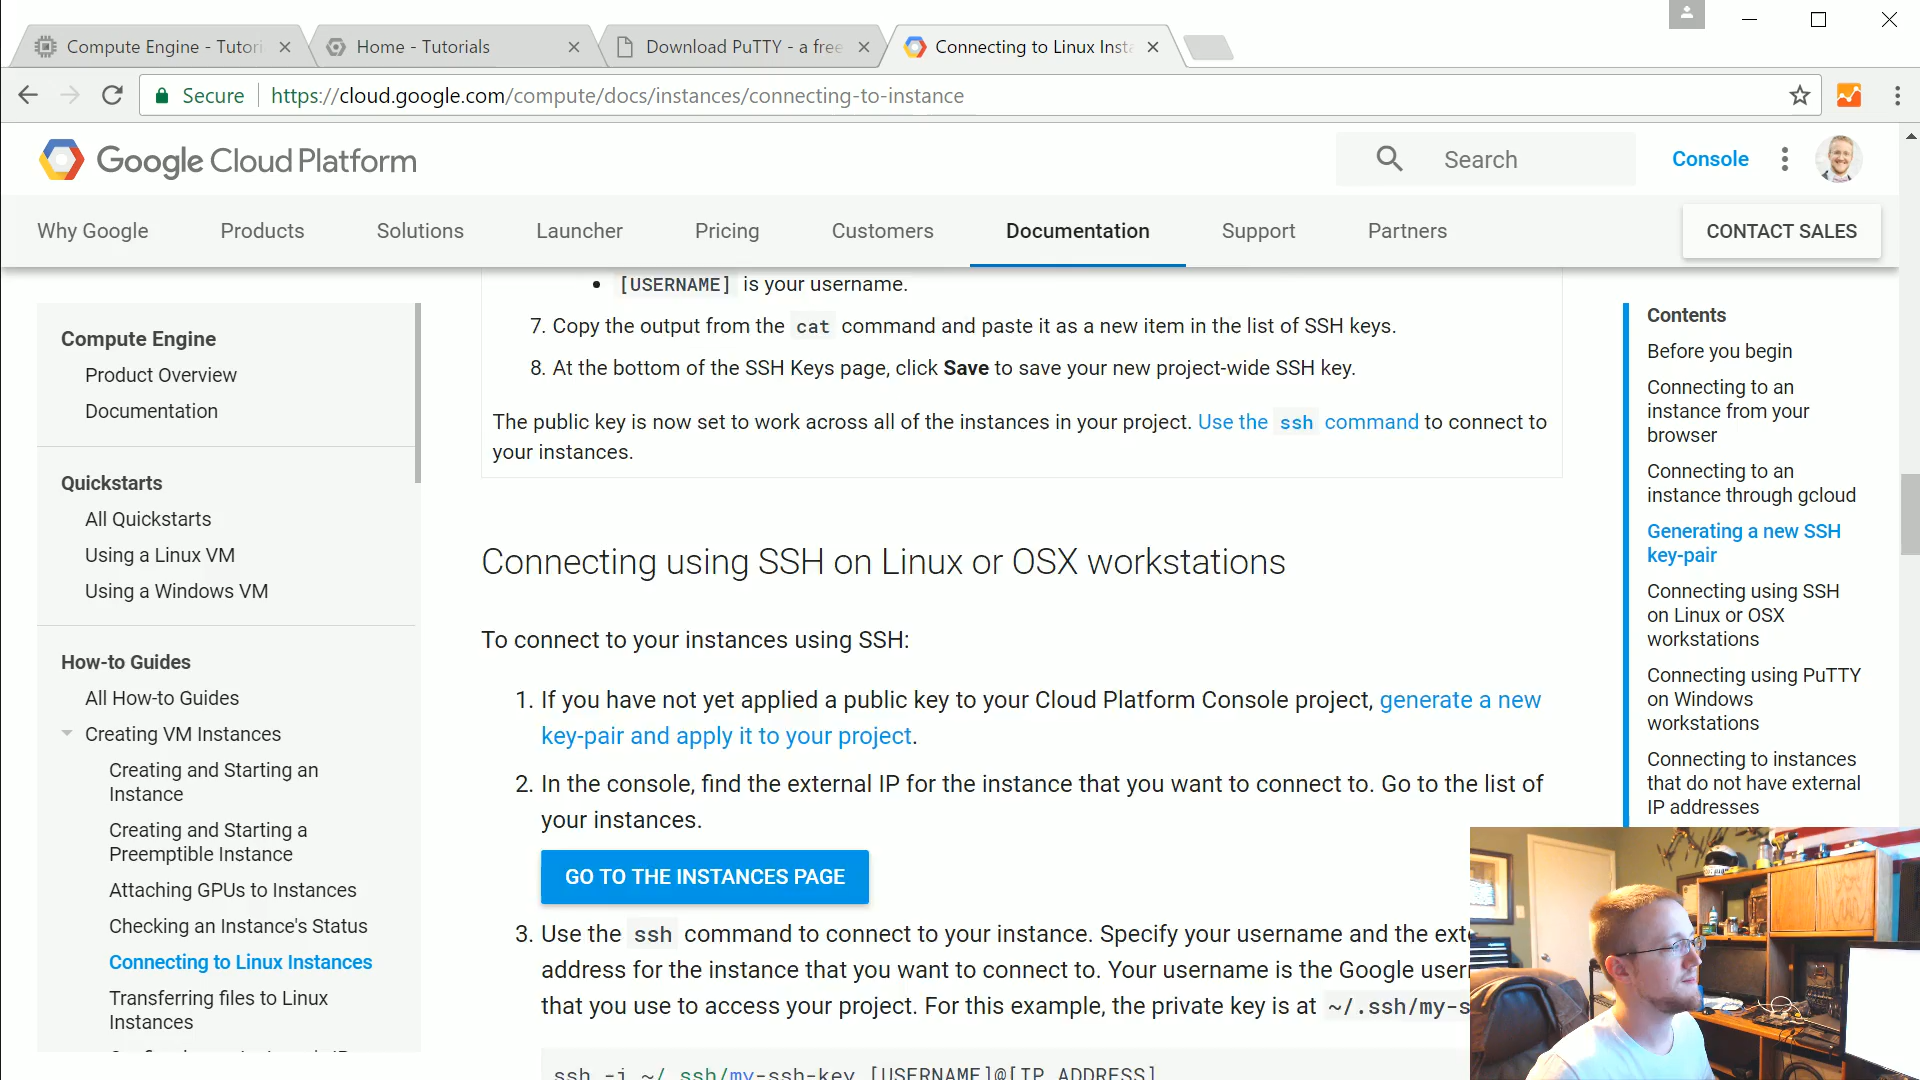 Compute Engine - Tutori
Home - Tutorials
Download PuTTY - a free
Connecting to Linux Inst
Secure
https://cloud.google.com/compute/docs/instances/connecting-to-instance
Google Cloud Platform
Search
Console
Why Google
Products
Solutions
Launcher
Pricing
Customers
Documentation
Support
Partners
CONTACT SALES
Compute Engine
Product Overview
Documentation
Quickstarts
All Quickstarts
Using a Linux VM
Using a Windows VM
How-to Guides
All How-to Guides
Creating VM Instances
Creating and Starting an
Instance
Creating and Starting a
Preemptible Instance
Attaching GPUs to Instances
Checking an Instance's Status
Connecting to Linux Instances
Transferring files to Linux
Instances
• [USERNAME] is your username.
7. Copy the output from the cat command and paste it as a new item in the list of SSH keys.
8. At the bottom of the SSH Keys page, click Save to save your new project-wide SSH key.
The public key is now set to work across all of the instances in your project. Use the ssh command to connect to
your instances.
Connecting using SSH on Linux or OSX workstations
To connect to your instances using SSH:
1. If you have not yet applied a public key to your Cloud Platform Console project, generate a new
key-pair and apply it to your project.
2. In the console, find the external IP for the instance that you want to connect to. Go to the list of
your instances.
GO TO THE INSTANCES PAGE
3. Use the ssh command to connect to your instance. Specify your username and the exte
address for the instance that you want to connect to. Your username is the Google usern
that you use to access your project. For this example, the private key is at ~/.ssh/my-s
ssh -i ~/.ssh/my-ssh-key [USERNAME]@[IP_ADDRESS]
Contents
Before you begin
Connecting to an
instance from your
browser
Connecting to an
instance through gcloud
Generating a new SSH
key-pair
Connecting using SSH
on Linux or OSX
workstations
Connecting using PuTTY
on Windows
workstations
Connecting to instances
that do not have external
IP addresses